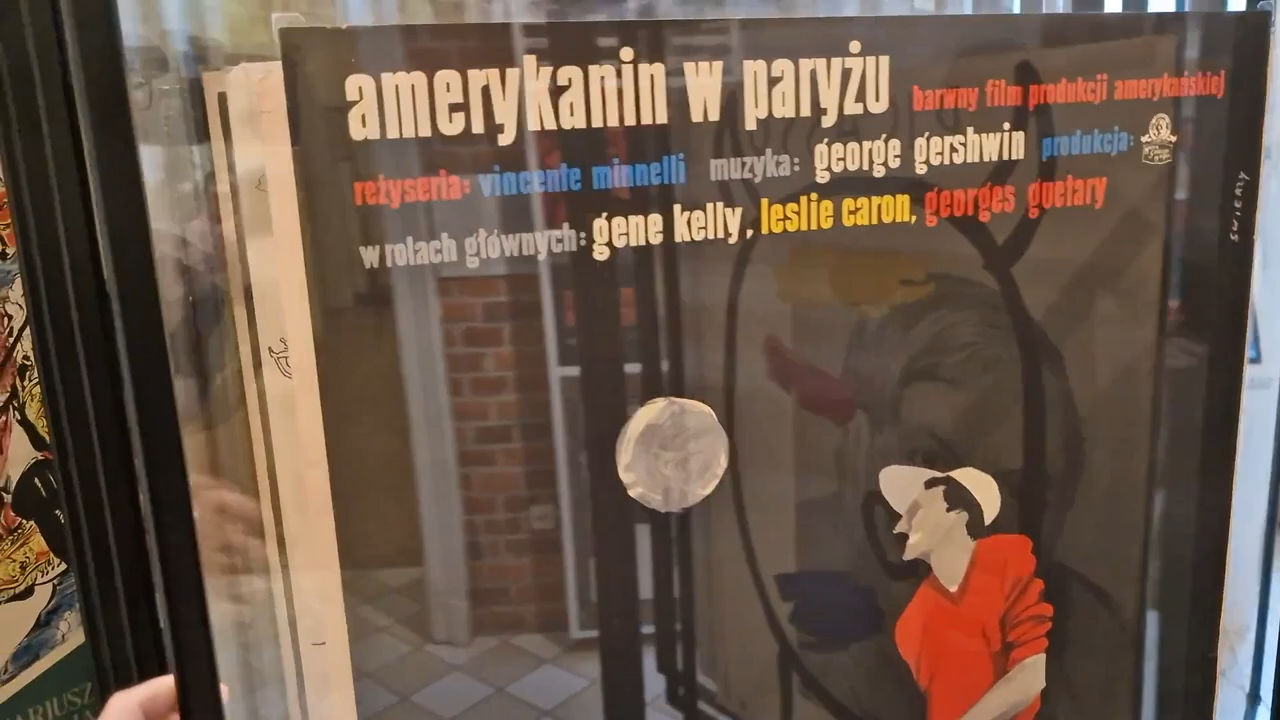 amerykanin w paryżu barwny film produkcji amerykańskiej
reżyseria: vincente minnelli muzyka: george gershwin produkcja:
w rolach głównych: gene kelly, leslie caron, georges guetary
SWIERZY